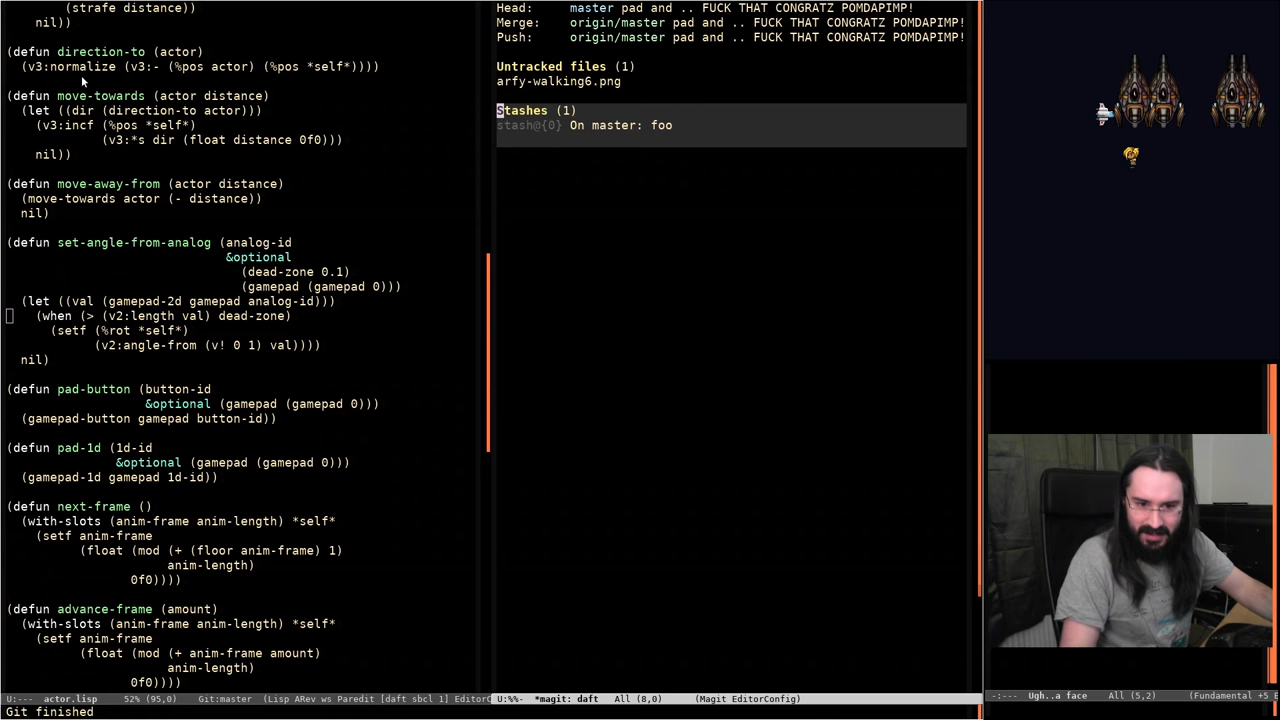 (strafe distance))
nil))
(defun direction-to (actor)
(v3:normalize (v3:- (%pos actor) (%pos *self*))))
(defun move-towards (actor distance)
(let ((dir (direction-to actor)))
(v3:incf (%pos *self*)
(v3:*s dir (float distance 0f0)))
nil))
(defun move-away-from (actor distance)
(move-towards actor (- distance))
nil)
(defun set-angle-from-analog (analog-id
&optional
(dead-zone 0.1)
(gamepad (gamepad 0)))
(let ((val (gamepad-2d gamepad analog-id)))
(when (> (v2:length val) dead-zone)
(setf (%rot *self*)
(v2:angle-from (v! 0 1) val))))
nil)
(defun pad-button (button-id
&optional (gamepad (gamepad 0)))
(gamepad-button gamepad button-id))
(defun pad-1d (1d-id
&optional (gamepad (gamepad 0)))
(gamepad-1d gamepad 1d-id))
(defun next-frame ()
(with-slots (anim-frame anim-length) *self*
(setf anim-frame
(float (mod (+ (floor anim-frame) 1)
anim-length)
0f0))))
(defun advance-frame (amount)
(with-slots (anim-frame anim-length) *self*
(setf anim-frame
(float (mod (+ anim-frame amount)
anim-length)
0f0))))
U:--- actor.lisp 52% (95,0) Git:master (Lisp ARev ws Paredit [daft sbcl 1] EditorC
Git finished
Head: master pad and .. FUCK THAT CONGRATZ POMDAPIMP!
Merge: origin/master pad and .. FUCK THAT CONGRATZ POMDAPIMP!
Push: origin/master pad and .. FUCK THAT CONGRATZ POMDAPIMP!
Untracked files (1)
arfy-walking6.png
Stashes (1)
stash@{0} On master: foo
U:%%- *magit: daft All (8,0) (Magit EditorConfig)
-:--- Ugh..a face All (5,2) (Fundamental +5 E